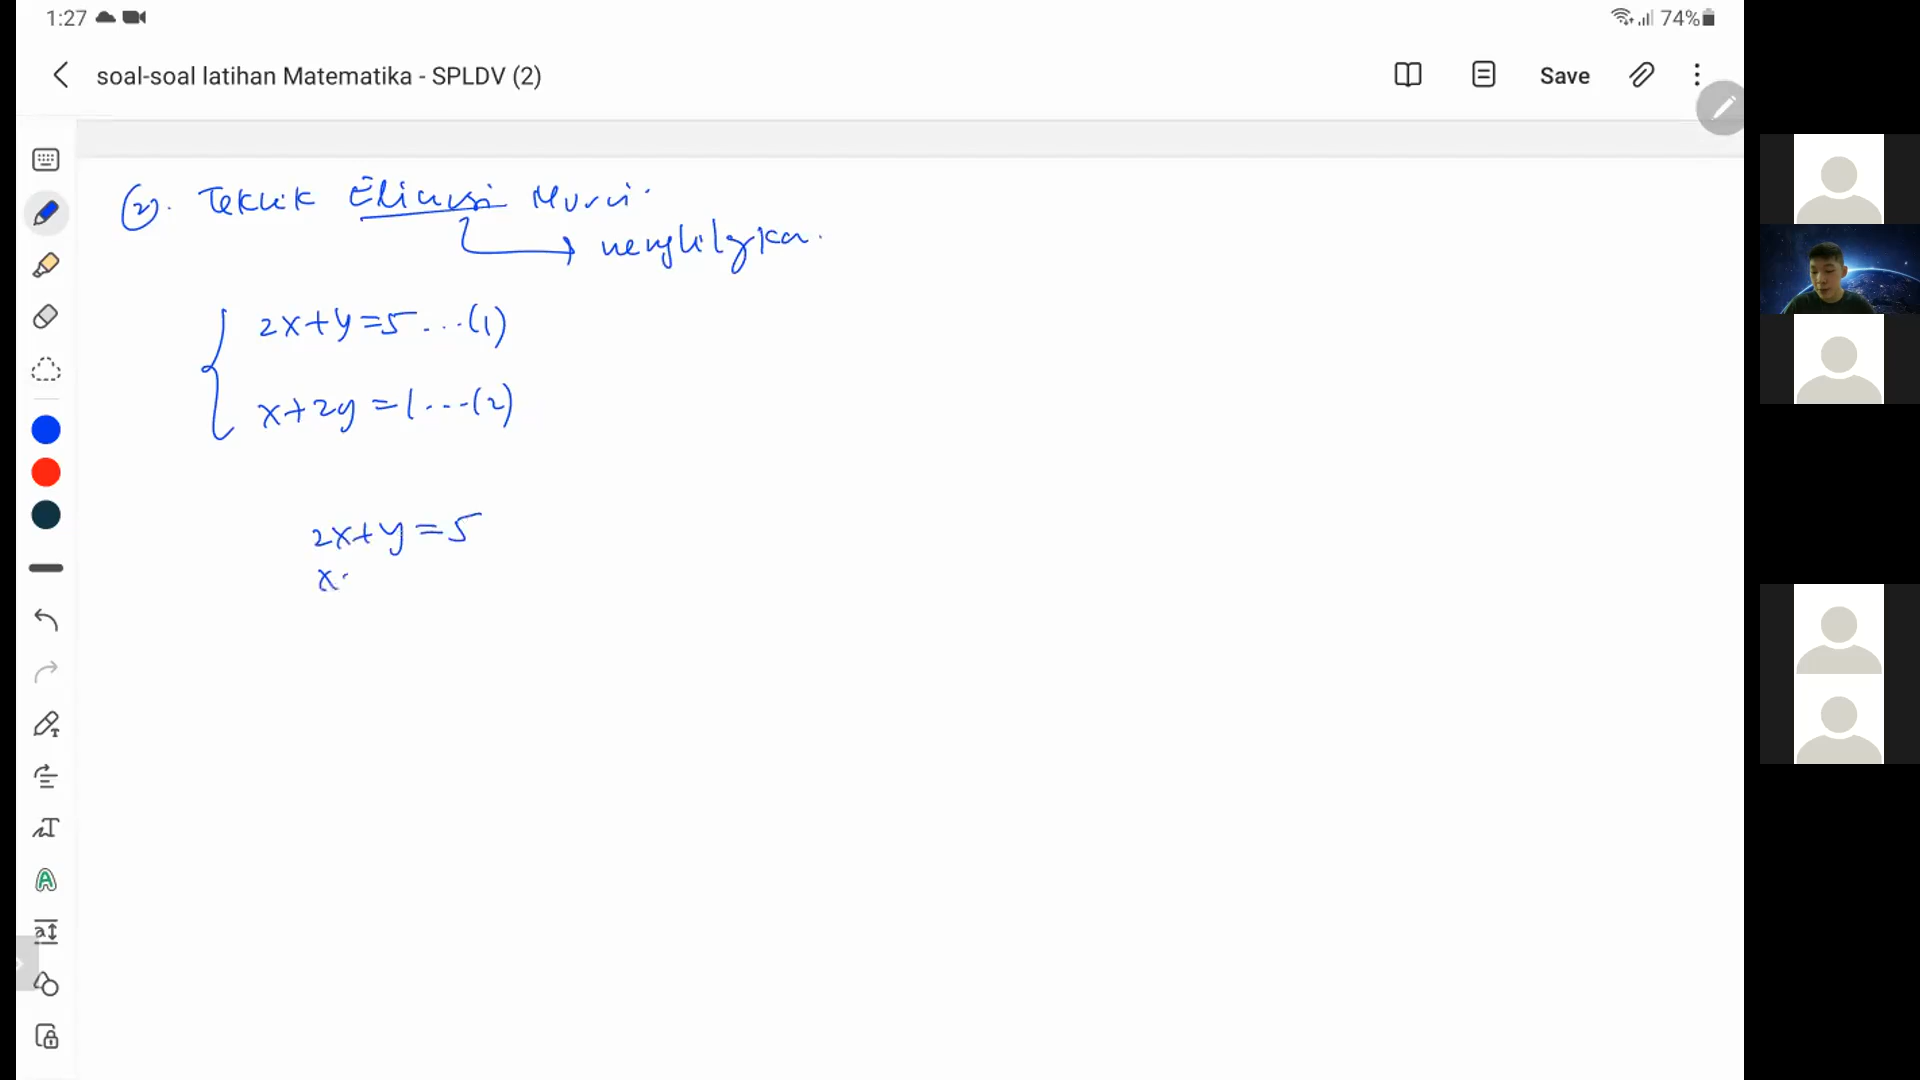 1:27 74%
soal-soal latihan Matematika - SPLDV (2) Save
(2). Teknik Eliminasi Murni.
menghilangkan.
2x+y=5 ...(1)
x+2y=1 ...(2)
2x+y=5
x